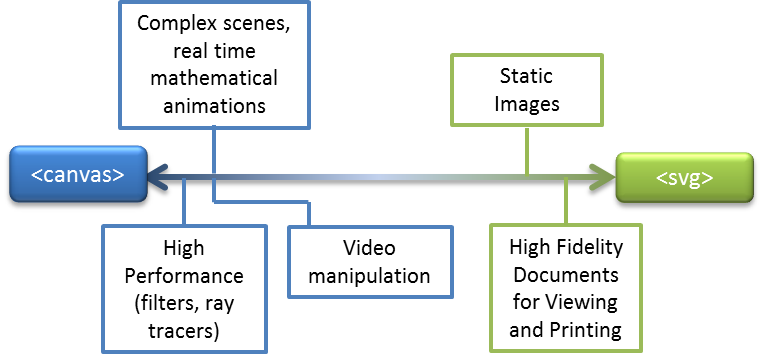 Complex scenes,
real time
mathematical
animations
Static
Images
<canvas>
<svg>
High
Performance
(filters, ray
tracers)
Video
manipulation
High Fidelity
Documents
for Viewing
and Printing